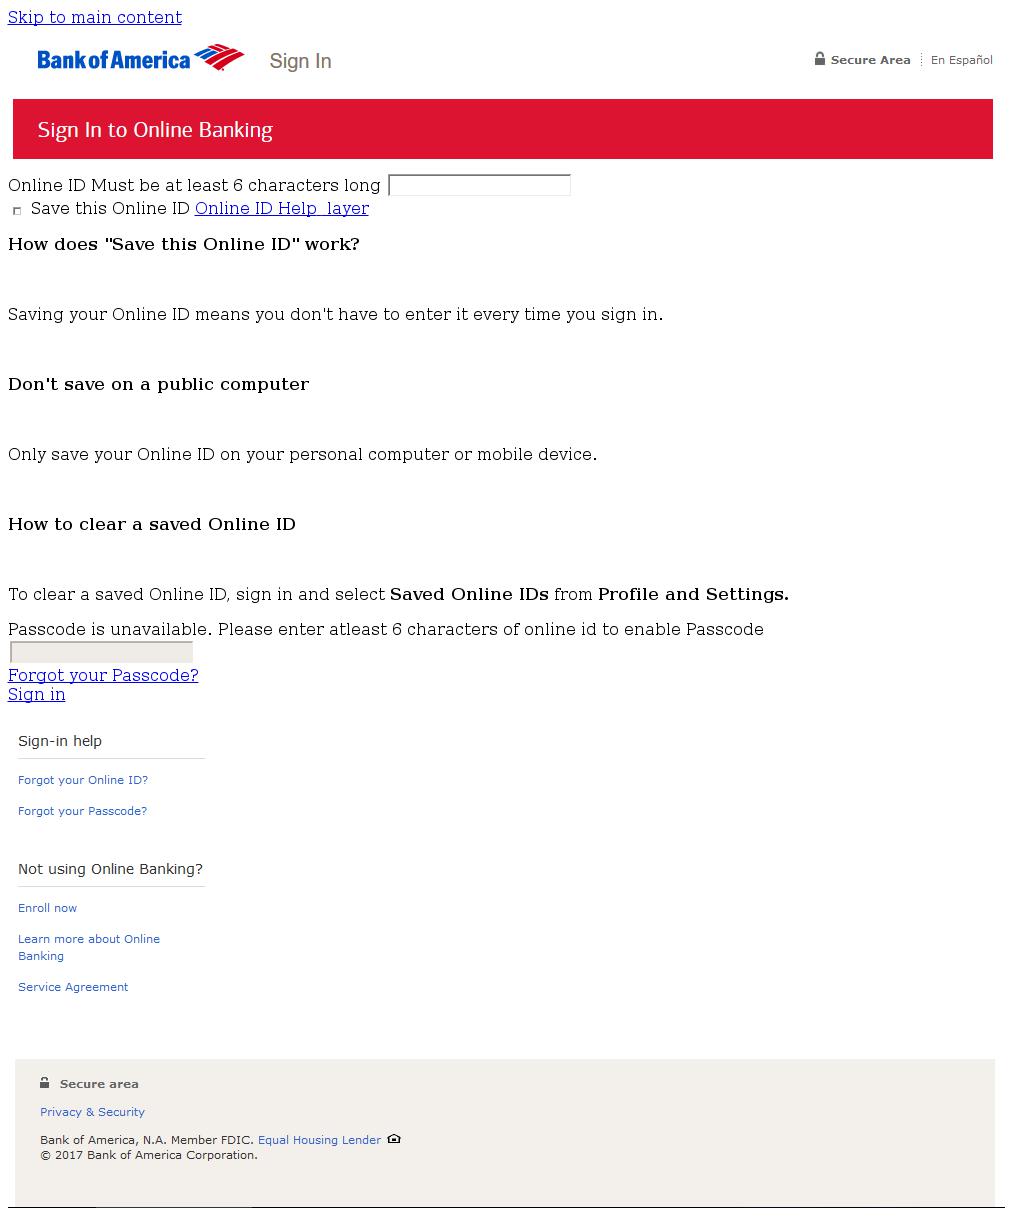 Skip to main content
Bank of America Sign In Secure Area En Español
Sign In to Online Banking
Online ID Must be at least 6 characters long
Save this Online ID Online ID Help layer
How does "Save this Online ID" work?
Saving your Online ID means you don't have to enter it every time you sign in.
Don't save on a public computer
Only save your Online ID on your personal computer or mobile device.
How to clear a saved Online ID
To clear a saved Online ID, sign in and select Saved Online IDs from Profile and Settings.
Passcode is unavailable. Please enter atleast 6 characters of online id to enable Passcode
Forgot your Passcode?
Sign in
Sign-in help
Forgot your Online ID?
Forgot your Passcode?
Not using Online Banking?
Enroll now
Learn more about Online
Banking
Service Agreement
Secure area
Privacy & Security
Bank of America, N.A. Member FDIC. Equal Housing Lender
© 2017 Bank of America Corporation.